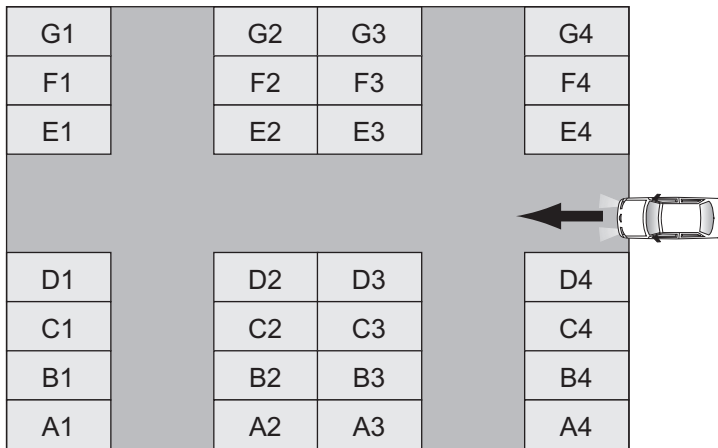 G1 G2 G3 G4
F1 F2 F3 F4
E1 E2 E3 E4
D1 D2 D3 D4
C1 C2 C3 C4
B1 B2 B3 B4
A1 A2 A3 A4